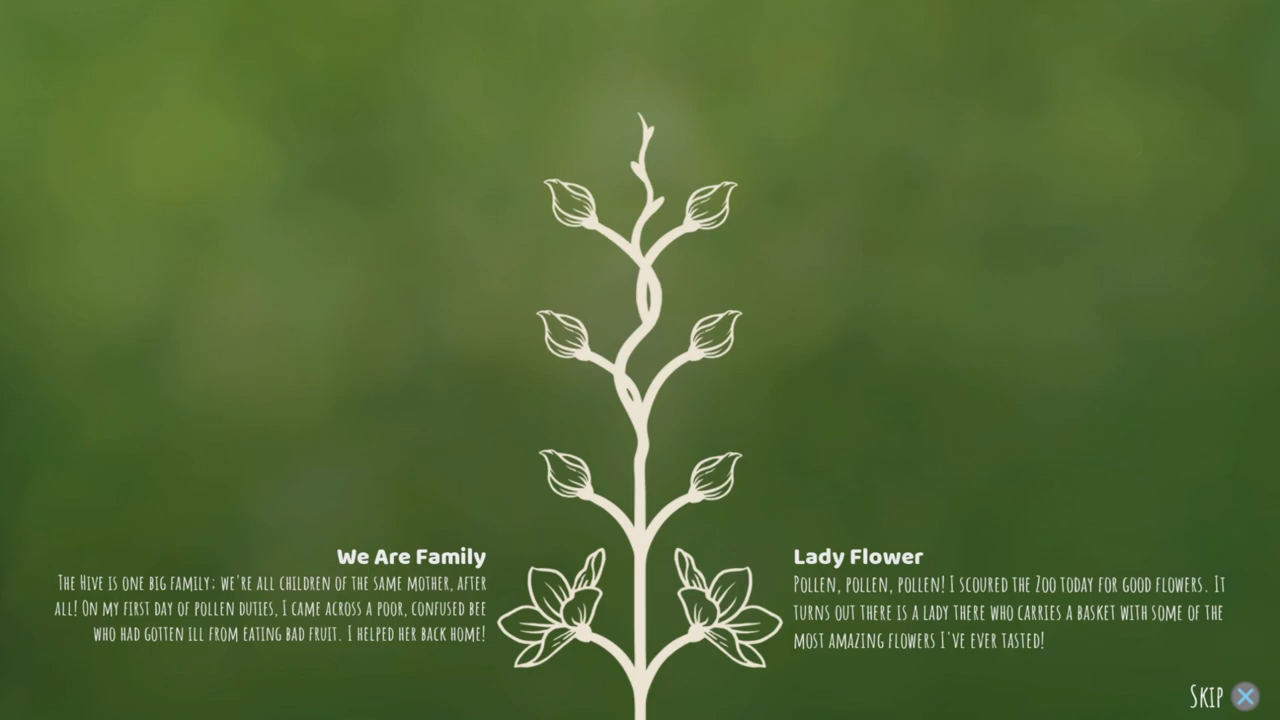 We Are Family
The Hive is one big family; we're all children of the same mother, after
all! On my first day of pollen duties, I came across a poor, confused bee
who had gotten ill from eating bad fruit. I helped her back home!
Lady Flower
Pollen, pollen, pollen! I scoured the Zoo today for good flowers. It
turns out there is a lady there who carries a basket with some of the
most amazing flowers I've ever tasted!
Skip